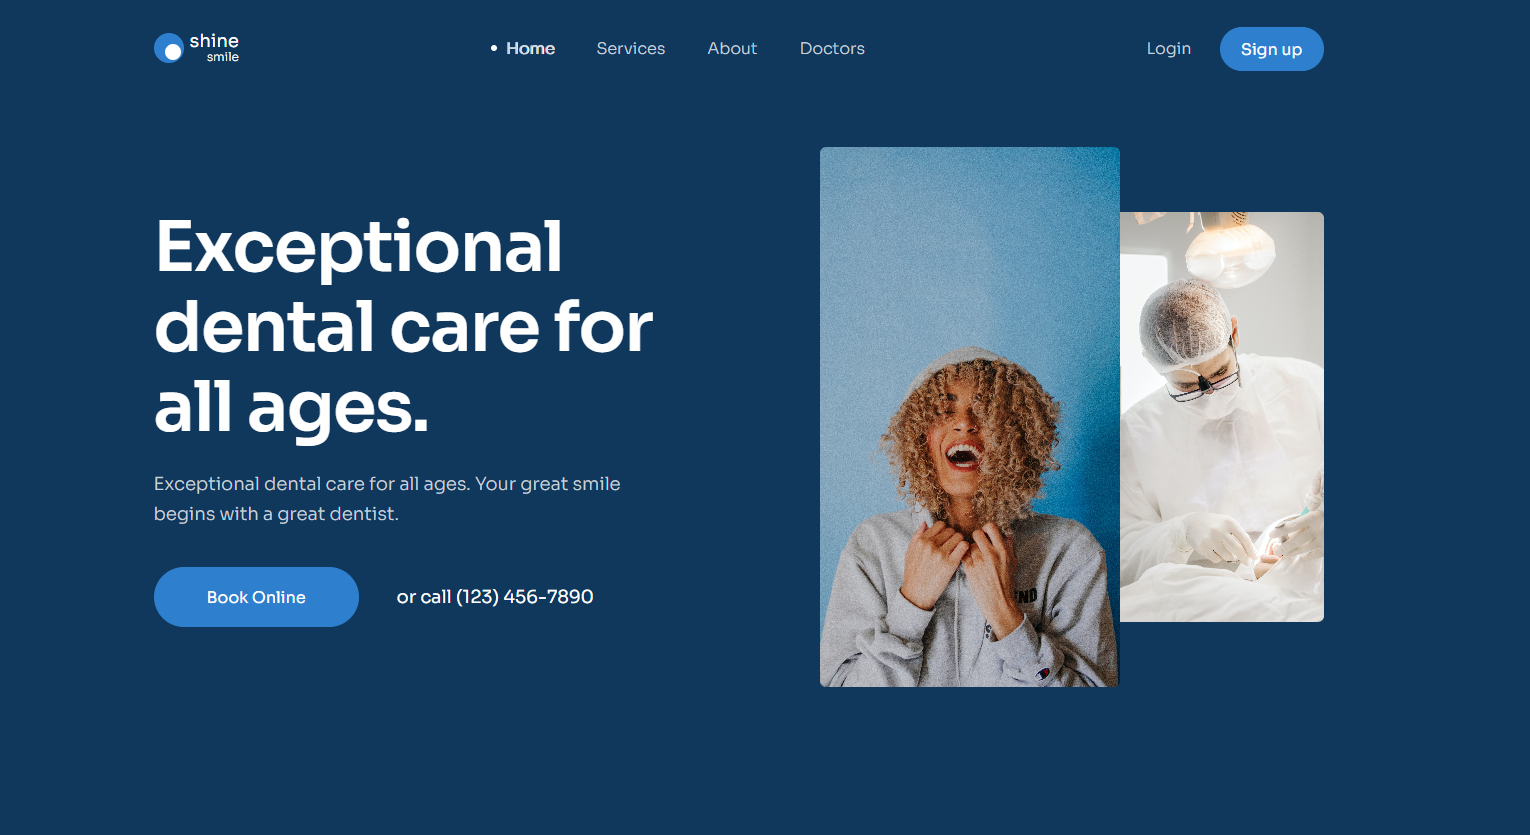 shine
smile
Home
Services
About
Doctors
Login
Sign up
Exceptional
dental care for
all ages.
Exceptional dental care for all ages. Your great smile
begins with a great dentist.
Book Online
or call (123) 456-7890